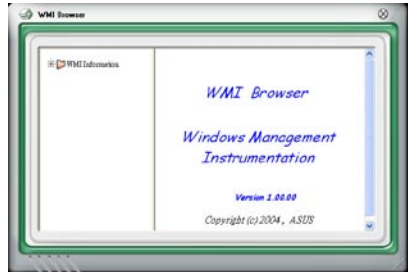 WMI Browser
WMI Information
WMI Browser
Windows Management
Instrumentation
Version 1.00.00
Copyright (c) 2004, ASUS